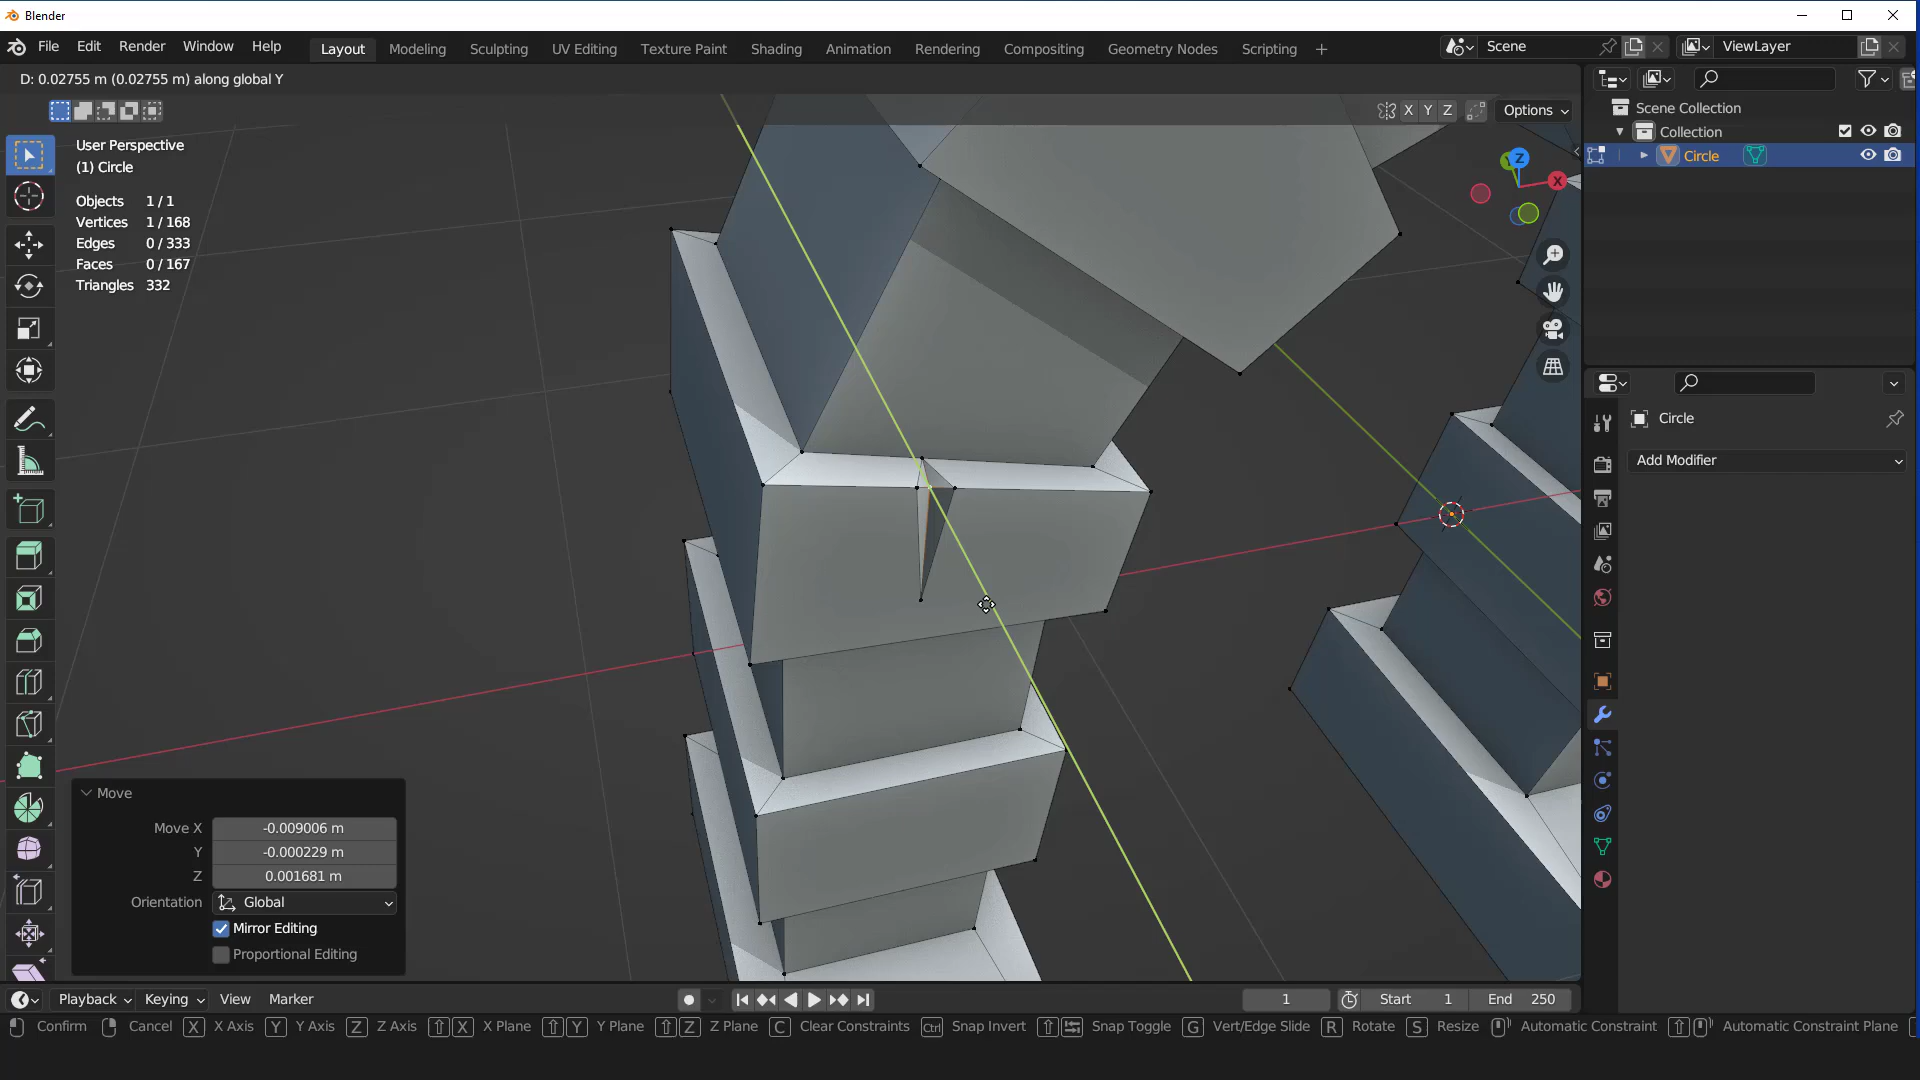 Blender
File Edit Render Window Help
Layout Modeling Sculpting UV Editing Texture Paint Shading Animation Rendering Compositing Geometry Nodes Scripting +
Scene
ViewLayer
D: 0.02755 m (0.02755 m) along global Y
X Y Z
Options
User Perspective
(1) Circle
Objects 1 / 1
Vertices 1 / 168
Edges 0 / 333
Faces 0 / 167
Triangles 332
Z
X
Y
Scene Collection
Collection
Circle
Circle
Add Modifier
Move
Move X -0.009006 m
Y -0.000229 m
Z 0.001681 m
Orientation Global
Mirror Editing
Proportional Editing
Playback Keying View Marker
1
Start 1
End 250
Confirm Cancel X X Axis Y Y Axis Z Z Axis X X Plane Y Y Plane Z Z Plane C Clear Constraints Ctrl Snap Invert Snap Toggle G Vert/Edge Slide R Rotate S Resize Automatic Constraint Automatic Constraint Plane